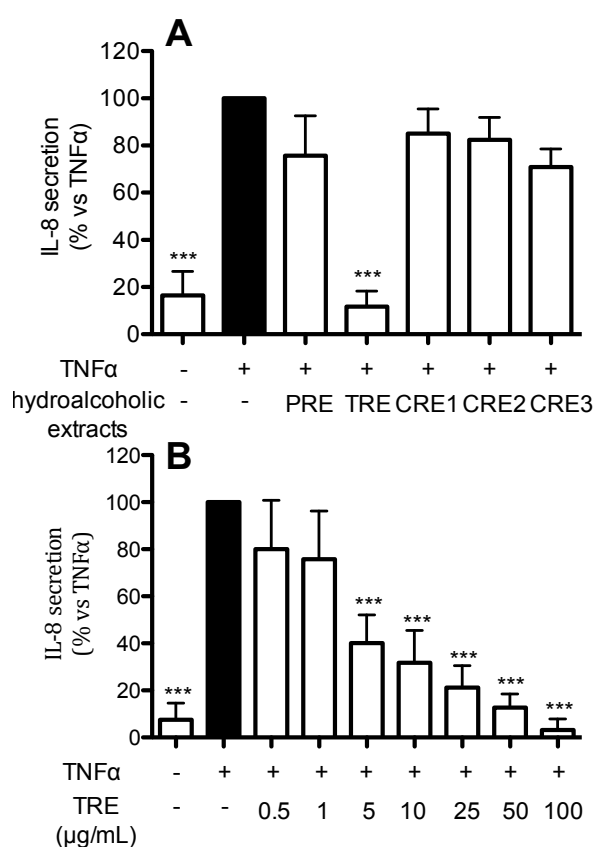 A
120
100
80
60
40
20
0
IL-8 secretion
(% vs TNFα)
***
***
TNFα - + + + + + +
hydroalcoholic - - PRE TRE CRE1 CRE2 CRE3
extracts
B
120
100
80
60
40
20
0
IL-8 secretion
(% vs TNFα)
***
***
***
***
***
***
TNFα - + + + + + + + +
TRE - - 0.5 1 5 10 25 50 100
(µg/mL)